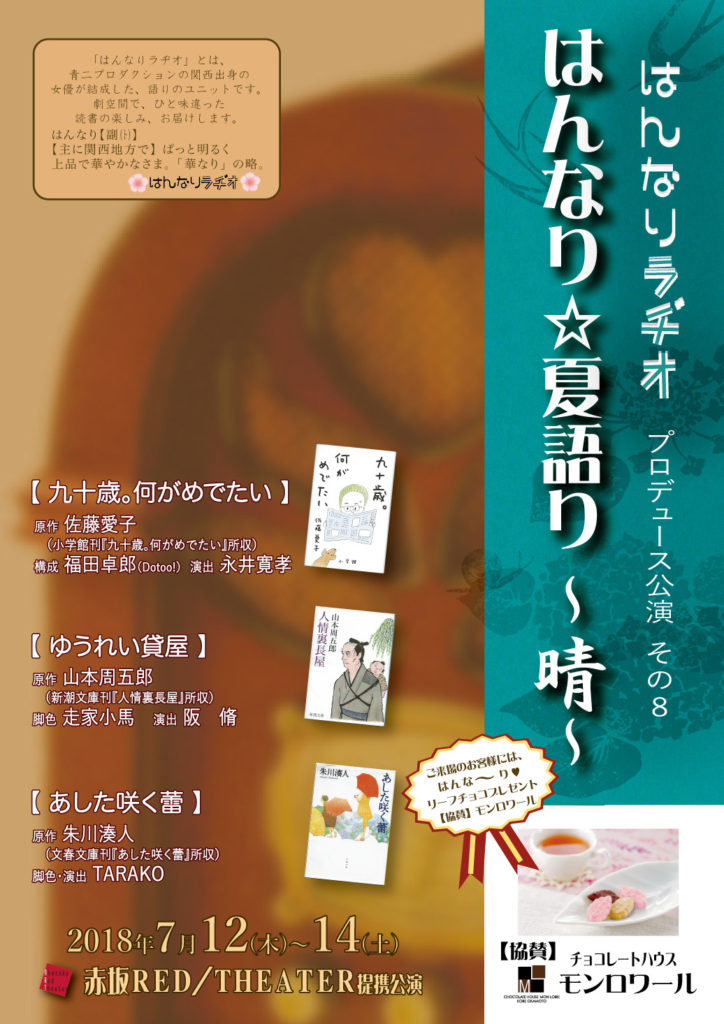 「はんなりラヂオ」とは、
青二プロダクションの関西出身の
女優が結成した、語りのユニットです。
劇空間で、ひと味違った
読書の楽しみ、お届けします。
はんなり【副(ト)】
【主に関西地方で】ぱっと明るく
上品で華やかなさま。「華なり」の略。
はんなりラヂオ
はんなりラヂオ プロデュース公演 その8
はんなり☆夏語り ～晴～
【 九十歳。何がめでたい 】
原作 佐藤愛子
(小学館刊『九十歳。何がめでたい』所収)
構成 福田卓郎(Dotoo!) 演出 永井寛孝
九十歳。
何が
めでたい
佐藤愛子
小学館
【 ゆうれい貸屋 】
原作 山本周五郎
(新潮文庫刊『人情裏長屋』所収)
脚色 走家小馬 演出 阪 脩
山本周五郎
人情裏長屋
新潮文庫
【 あした咲く蕾 】
原作 朱川湊人
(文春文庫刊『あした咲く蕾』所収)
脚色・演出 TARAKO
朱川湊人
あした咲く蕾
ご来場のお客様には、
はんな～り♥
リーフチョコプレゼント
【協賛】モンロワール
2018年7月12(木)～14(土)
赤坂RED/THEATER提携公演
【協賛】
チョコレートハウス
モンロワール
M
CHOCOLATE HOUSE MON LOIRE
KOBE OKAMOTO